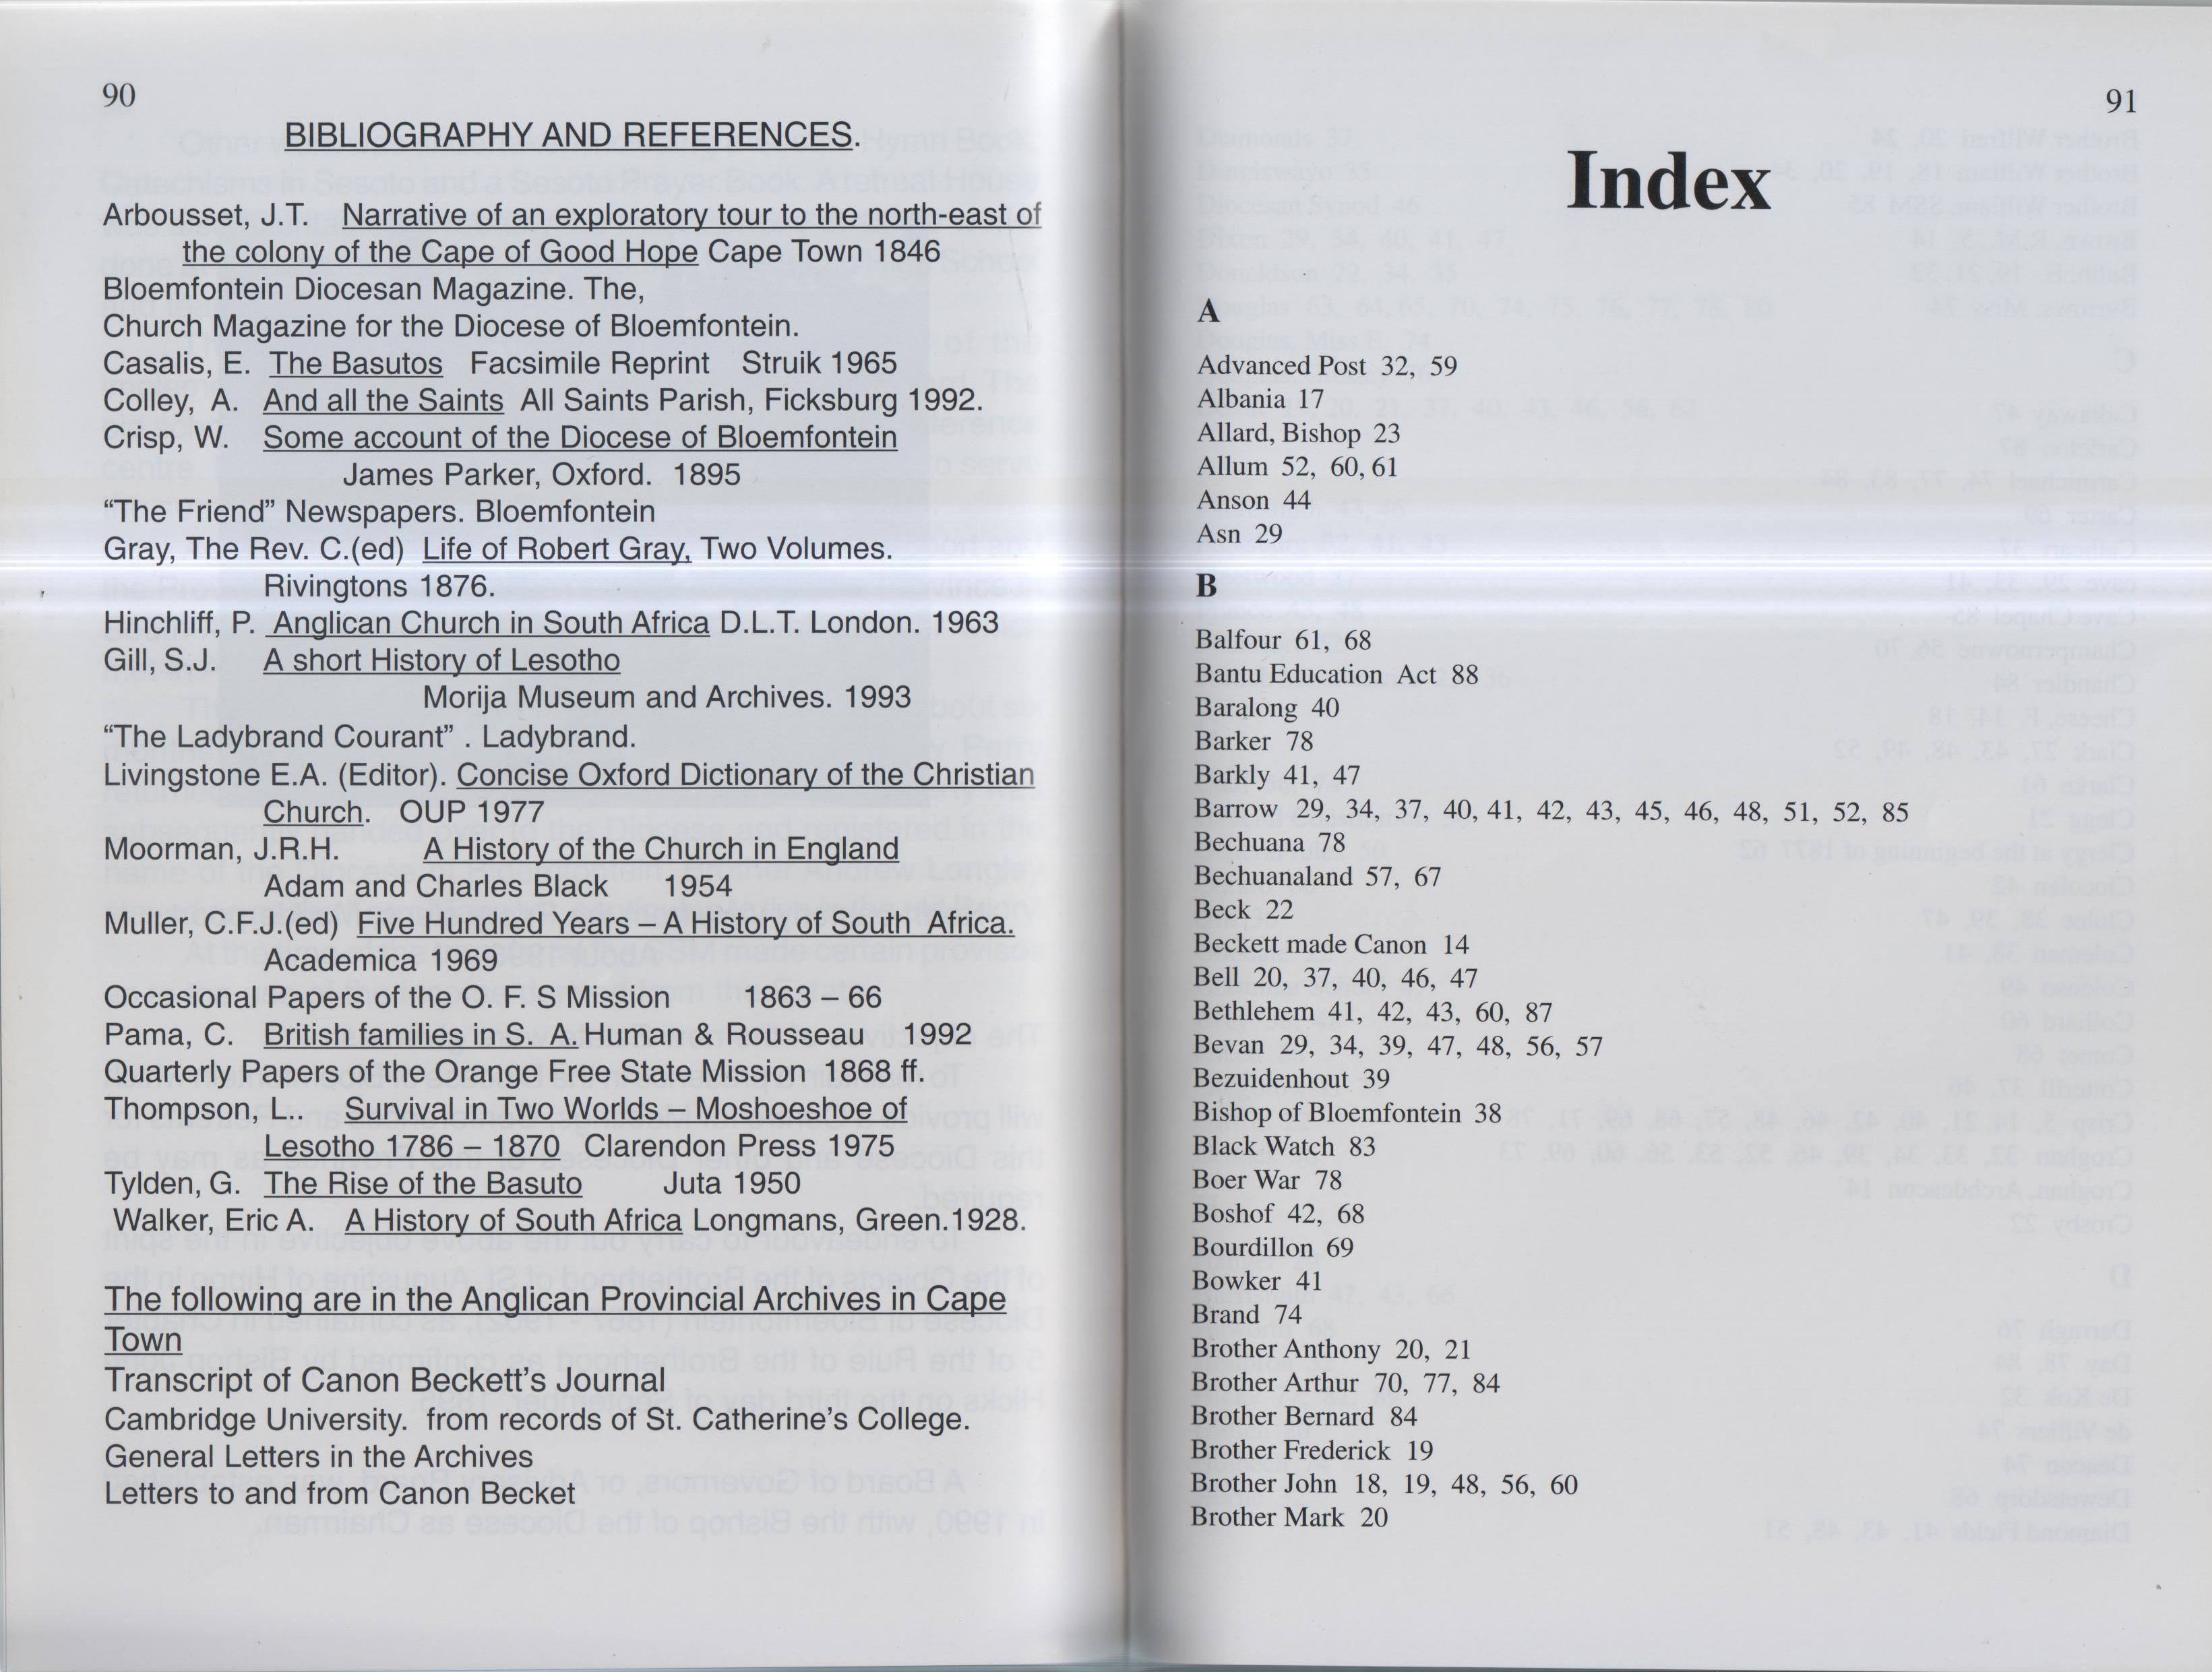 90
BIBLIOGRAPHY AND REFERENCES.
Arbousset, J.T. Narrative of an exploratory tour to the north-east of
the colony of the Cape of Good Hope Cape Town 1846
Bloemfontein Diocesan Magazine. The,
Church Magazine for the Diocese of Bloemfontein.
Casalis, E. The Basutos Facsimile Reprint Struik 1965
Colley, A. And all the Saints All Saints Parish, Ficksburg 1992.
Crisp, W. Some account of the Diocese of Bloemfontein
James Parker, Oxford. 1895
“The Friend” Newspapers. Bloemfontein
Gray, The Rev. C.(ed) Life of Robert Gray, Two Volumes.
Rivingtons 1876.
Hinchliff, P. Anglican Church in South Africa D.L.T. London. 1963
Gill, S.J. A short History of Lesotho
Morija Museum and Archives. 1993
“The Ladybrand Courant” . Ladybrand.
Livingstone E.A. (Editor). Concise Oxford Dictionary of the Christian
Church. OUP 1977
Moorman, J.R.H. A History of the Church in England
Adam and Charles Black 1954
Muller, C.F.J.(ed) Five Hundred Years – A History of South Africa.
Academica 1969
Occasional Papers of the O. F. S Mission 1863 – 66
Pama, C. British families in S. A. Human & Rousseau 1992
Quarterly Papers of the Orange Free State Mission 1868 ff.
Thompson, L.. Survival in Two Worlds – Moshoeshoe of
Lesotho 1786 – 1870 Clarendon Press 1975
Tylden, G. The Rise of the Basuto Juta 1950
Walker, Eric A. A History of South Africa Longmans, Green.1928.
The following are in the Anglican Provincial Archives in Cape
Town
Transcript of Canon Beckett’s Journal
Cambridge University. from records of St. Catherine’s College.
General Letters in the Archives
Letters to and from Canon Becket
91
Index
A
Advanced Post 32, 59
Albania 17
Allard, Bishop 23
Allum 52, 60, 61
Anson 44
Asn 29
B
Balfour 61, 68
Bantu Education Act 88
Baralong 40
Barker 78
Barkly 41, 47
Barrow 29, 34, 37, 40, 41, 42, 43, 45, 46, 48, 51, 52, 85
Bechuana 78
Bechuanaland 57, 67
Beck 22
Beckett made Canon 14
Bell 20, 37, 40, 46, 47
Bethlehem 41, 42, 43, 60, 87
Bevan 29, 34, 39, 47, 48, 56, 57
Bezuidenhout 39
Bishop of Bloemfontein 38
Black Watch 83
Boer War 78
Boshof 42, 68
Bourdillon 69
Bowker 41
Brand 74
Brother Anthony 20, 21
Brother Arthur 70, 77, 84
Brother Bernard 84
Brother Frederick 19
Brother John 18, 19, 48, 56, 60
Brother Mark 20